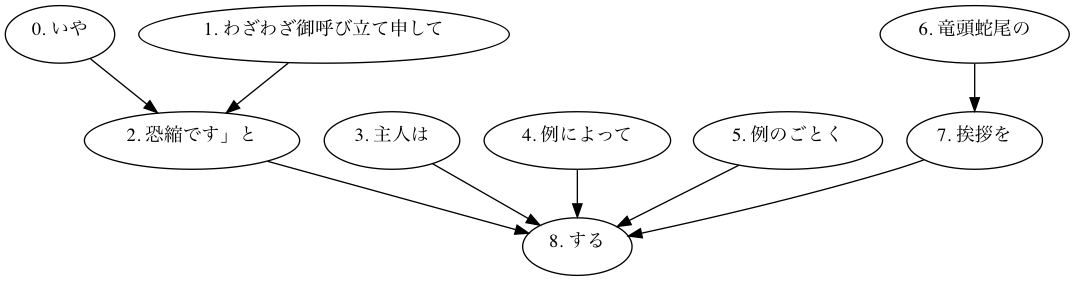 0. いや
1. わざわざ御呼び立て申して
6. 竜頭蛇尾の
2. 恐縮です」と
3. 主人は
4. 例によって
5. 例のごとく
7. 挨拶を
8. する